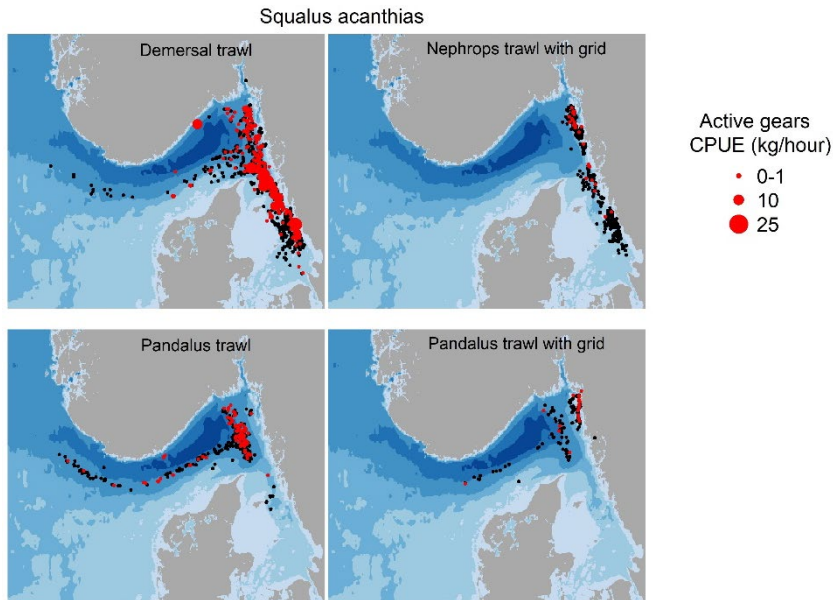 Squalus acanthias
Demersal trawl
Nephrops trawl with grid
Active gears
CPUE (kg/hour)
0-1
10
25
Pandalus trawl
Pandalus trawl with grid